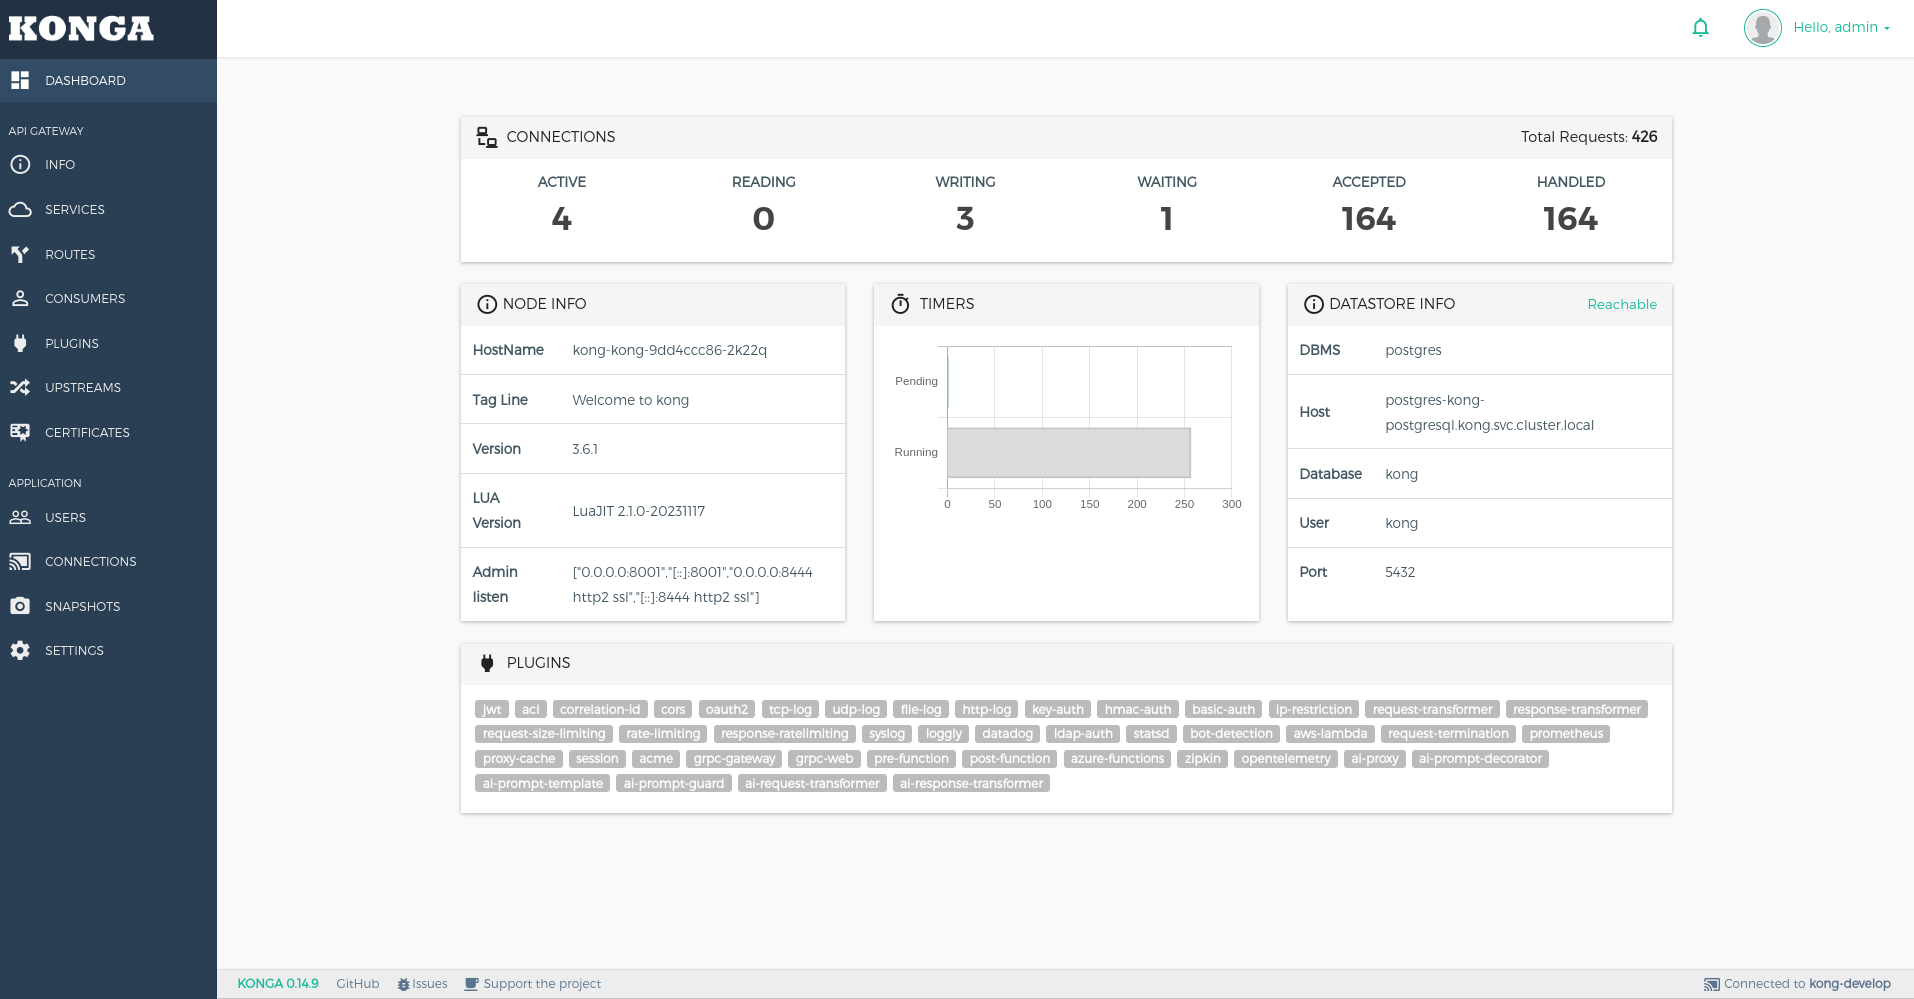 KONGA
Hello, admin
DASHBOARD
API GATEWAY
INFO
SERVICES
ROUTES
CONSUMERS
PLUGINS
UPSTREAMS
CERTIFICATES
APPLICATION
USERS
CONNECTIONS
SNAPSHOTS
SETTINGS
CONNECTIONS Total Requests: 426
ACTIVE READING WRITING WAITING ACCEPTED HANDLED
4 0 3 1 164 164
NODE INFO
HostName kong-kong-9dd4ccc86-2k22q
Tag Line Welcome to kong
Version 3.6.1
LUA
Version
LuaJIT 2.1.0-20231117
Admin
listen
["0.0.0.0:8001","[::]:8001","0.0.0.0:8444
http2 ssl","[::]:8444 http2 ssl"]
TIMERS
Pending
Running
0 50 100 150 200 250 300
DATASTORE INFO Reachable
DBMS postgres
Host
postgres-kong-
postgresql.kong.svc.cluster.local
Database kong
User kong
Port 5432
PLUGINS
jwt acl correlation-id cors oauth2 tcp-log udp-log file-log http-log key-auth hmac-auth basic-auth ip-restriction request-transformer response-transformer
request-size-limiting rate-limiting response-ratelimiting syslog loggly datadog ldap-auth statsd bot-detection aws-lambda request-termination prometheus
proxy-cache session acme grpc-gateway grpc-web pre-function post-function azure-functions zipkin opentelemetry ai-proxy ai-prompt-decorator
ai-prompt-template ai-prompt-guard ai-request-transformer ai-response-transformer
KONGA 0.14.9 GitHub Issues Support the project Connected to kong-develop